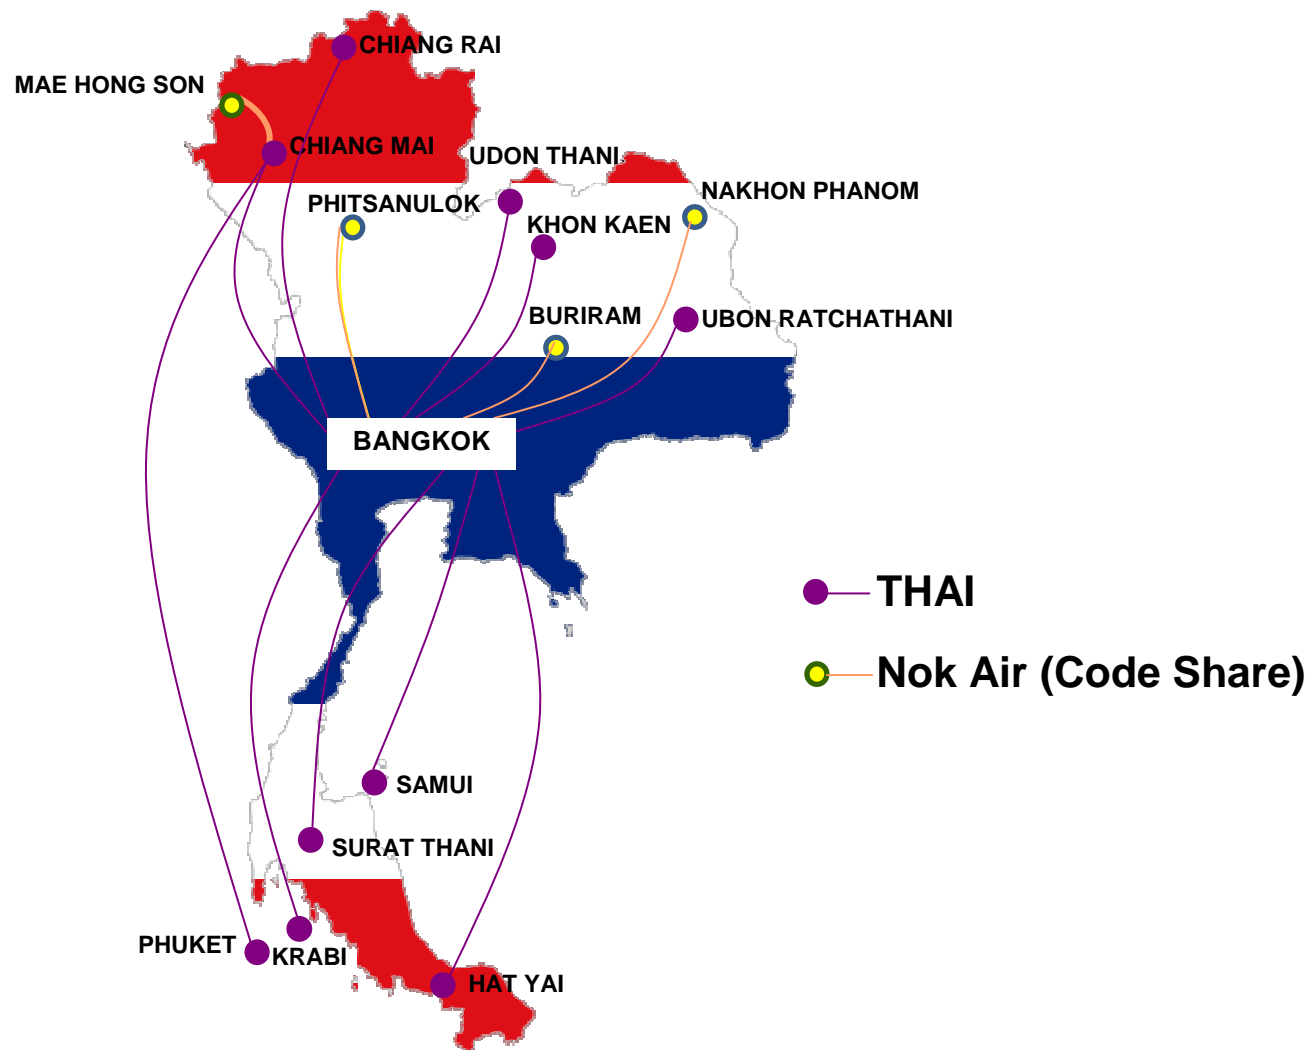 CHIANG RAI
MAE HONG SON
CHIANG MAI
UDON THANI
NAKHON PHANOM
PHITSANULOK
KHON KAEN
BURIRAM
UBON RATCHATHANI
BANGKOK
THAI
Nok Air (Code Share)
SAMUI
SURAT THANI
PHUKET
KRABI
HAT YAI